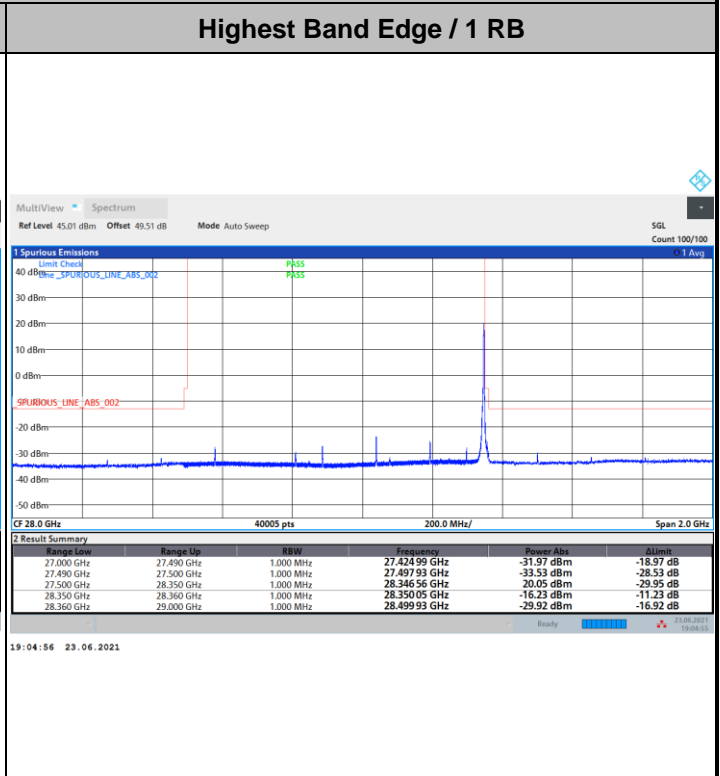 Highest Band Edge / 1 RB
MultiView Spectrum
Ref Level 45.01 dBm Offset 49.51 dB Mode Auto Sweep SGL
Count 100/100
1 Spurious Emissions 1 Avg
Limit Check PASS
40 dBm
Line _SPURIOUS_LINE_ABS_002 PASS
30 dBm
20 dBm
10 dBm
0 dBm
_SPURIOUS_LINE_ABS_002
-20 dBm
-30 dBm
-40 dBm
-50 dBm
CF 28.0 GHz 40005 pts 200.0 MHz/ Span 2.0 GHz
2 Result Summary
Range Low Range Up RBW Frequency Power Abs ΔLimit
27.000 GHz 27.490 GHz 1.000 MHz 27.424 99 GHz -31.97 dBm -18.97 dB
27.490 GHz 27.500 GHz 1.000 MHz 27.497 93 GHz -33.53 dBm -28.53 dB
27.500 GHz 28.350 GHz 1.000 MHz 28.346 56 GHz 20.05 dBm -29.95 dB
28.350 GHz 28.360 GHz 1.000 MHz 28.350 05 GHz -16.23 dBm -11.23 dB
28.360 GHz 29.000 GHz 1.000 MHz 28.499 93 GHz -29.92 dBm -16.92 dB
Ready 23.06.2021
19:04:55
19:04:56 23.06.2021